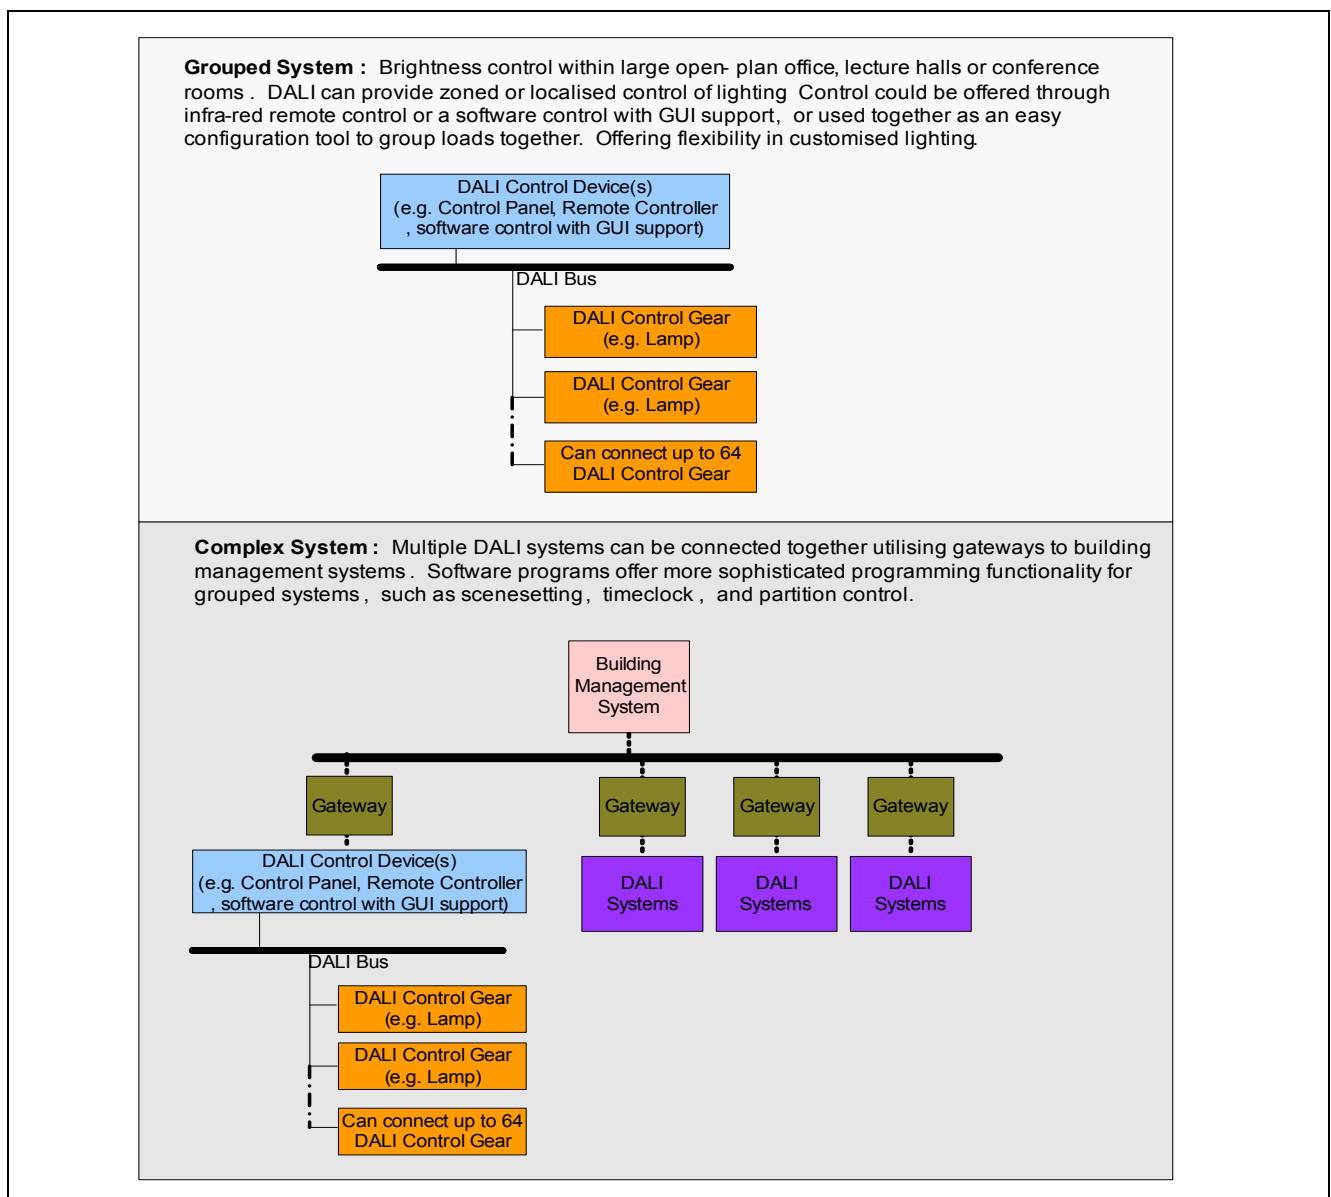 Grouped System : Brightness control within large open- plan office, lecture halls or conference
rooms . DALI can provide zoned or localised control of lighting Control could be offered through
infra-red remote control or a software control with GUI support, or used together as an easy
configuration tool to group loads together. Offering flexibility in customised lighting.
DALI Control Device(s)
(e.g. Control Panel, Remote Controller
, software control with GUI support)
DALI Bus
DALI Control Gear
(e.g. Lamp)
DALI Control Gear
(e.g. Lamp)
Can connect up to 64
DALI Control Gear
Complex System : Multiple DALI systems can be connected together utilising gateways to building
management systems . Software programs offer more sophisticated programming functionality for
grouped systems , such as scenesetting , timeclock , and partition control.
Building
Management
System
Gateway
Gateway
Gateway
Gateway
DALI Control Device(s)
(e.g. Control Panel, Remote Controller
, software control with GUI support)
DALI
Systems
DALI
Systems
DALI
Systems
DALI Bus
DALI Control Gear
(e.g. Lamp)
DALI Control Gear
(e.g. Lamp)
Can connect up to 64
DALI Control Gear